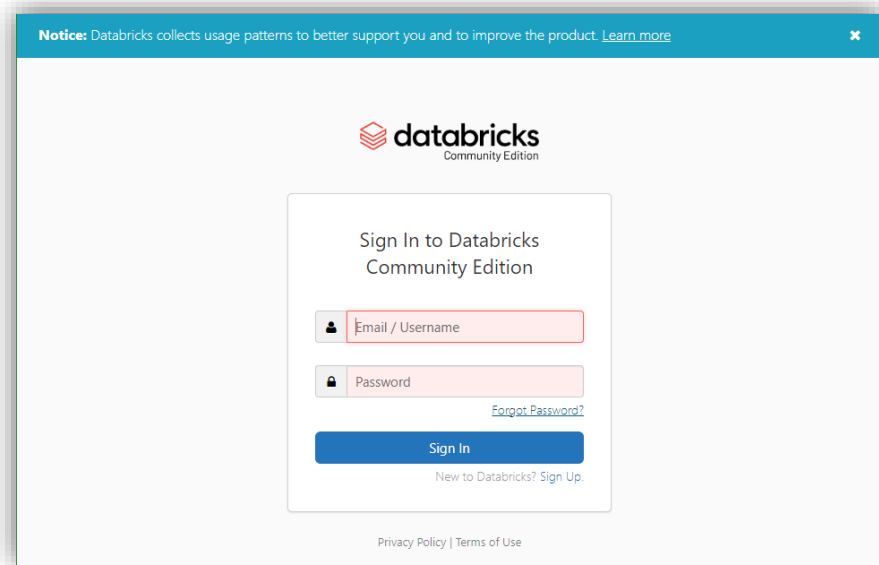 Notice: Databricks collects usage patterns to better support you and to improve the product. Learn more
databricks
Community Edition
Sign In to Databricks
Community Edition
Email / Username
Password
Forgot Password?
Sign In
New to Databricks? Sign Up.
Privacy Policy | Terms of Use